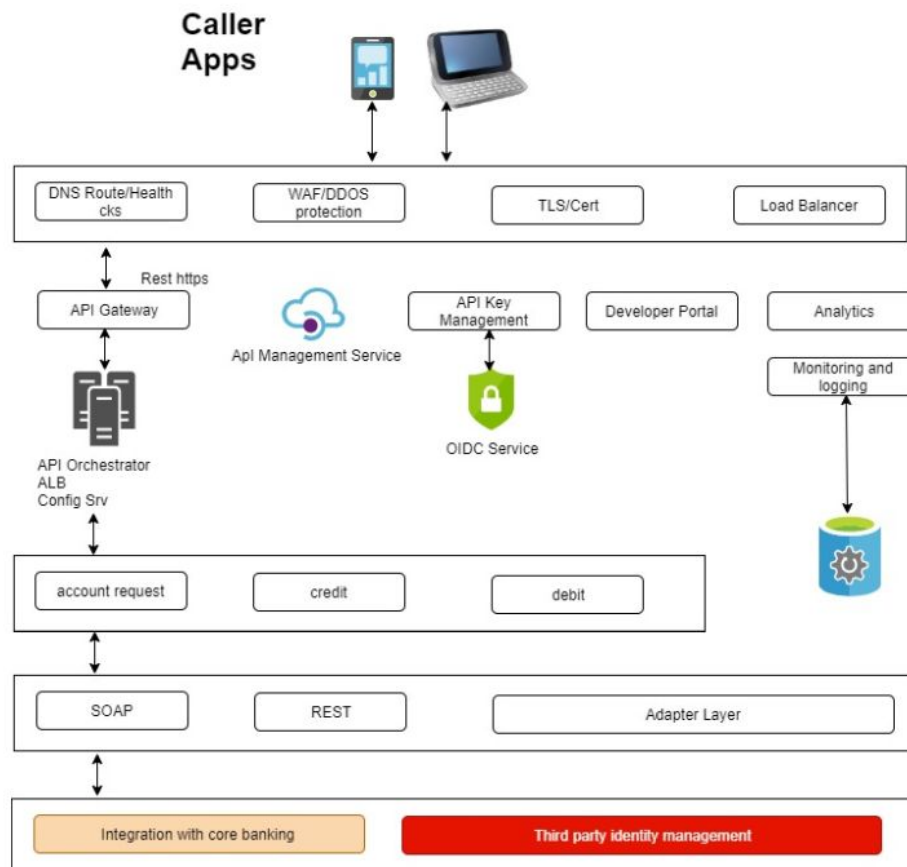 Caller
Apps
DNS Route/Health
cks
WAF/DDOS
protection
TLS/Cert
Load Balancer
Rest https
API Gateway
ApI Management Service
API Key
Management
Developer Portal
Analytics
Monitoring and
logging
OIDC Service
API Orchestrator
ALB
Config Srv
account request
credit
debit
SOAP
REST
Adapter Layer
Integration with core banking
Third party identity management